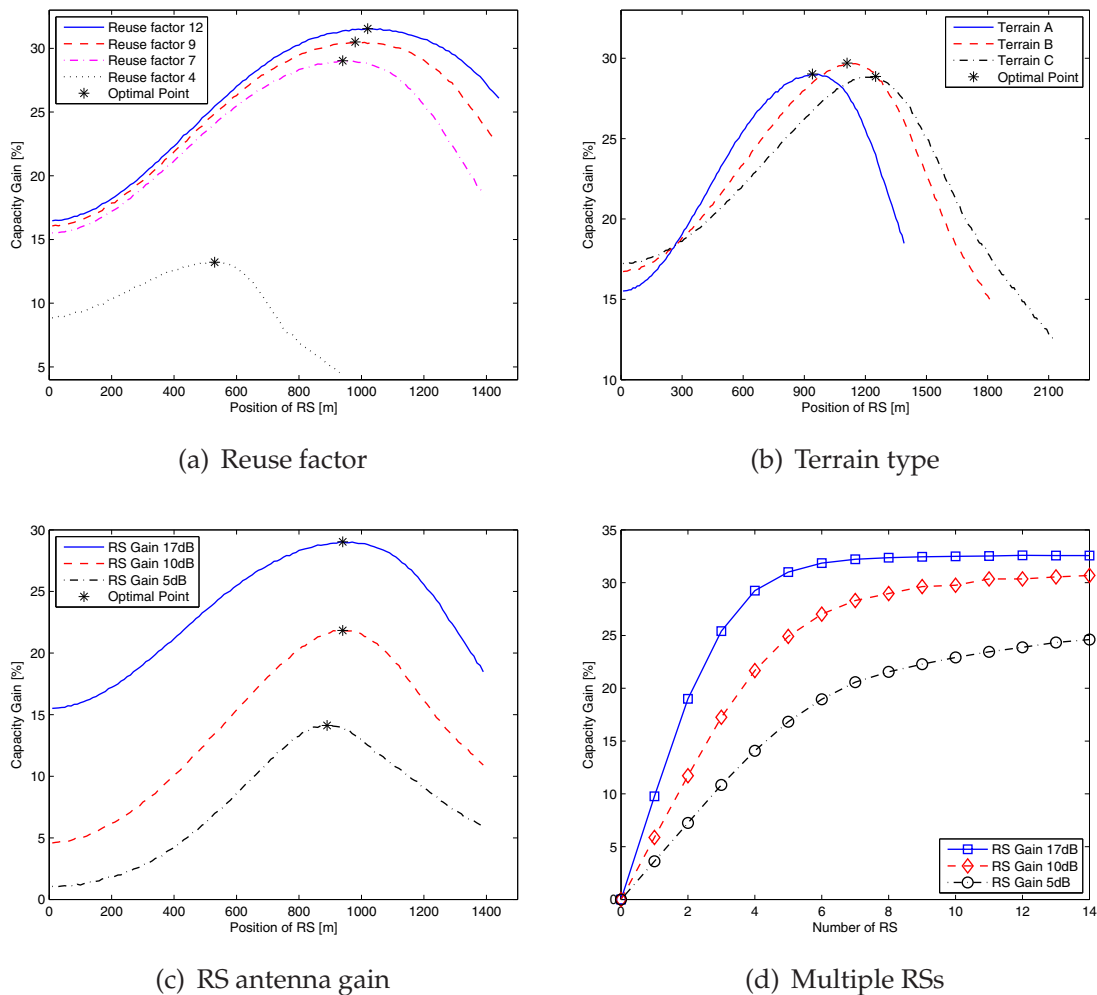 Reuse factor 12
Reuse factor 9
Reuse factor 7
Reuse factor 4
Optimal Point
30
25
20
15
10
5
Capacity Gain [%]
0 200 400 600 800 1000 1200 1400
Position of RS [m]
(a) Reuse factor
Terrain A
Terrain B
Terrain C
Optimal Point
30
25
20
15
10
Capacity Gain [%]
0 300 600 900 1200 1500 1800 2100
Position of RS [m]
(b) Terrain type
RS Gain 17dB
RS Gain 10dB
RS Gain 5dB
Optimal Point
30
25
20
15
10
5
0
Capacity Gain [%]
0 200 400 600 800 1000 1200 1400
Position of RS [m]
(c) RS antenna gain
35
30
25
20
15
10
5
0
Capacity Gain [%]
RS Gain 17dB
RS Gain 10dB
RS Gain 5dB
0 2 4 6 8 10 12 14
Number of RS
(d) Multiple RSs